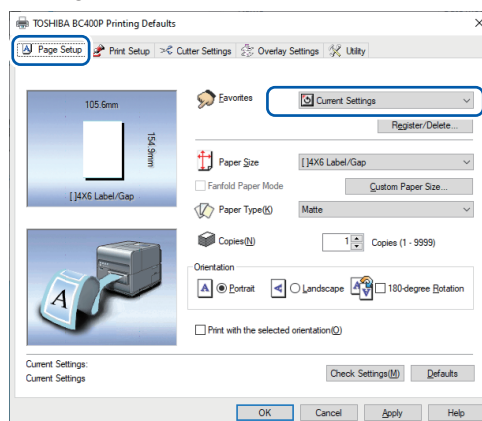 TOSHIBA BC400P Printing Defaults
Page Setup Print Setup Cutter Settings Overlay Settings Utility
105.6mm
154.9mm
[ ]4X6 Label/Gap
Favorites Current Settings
Register/Delete...
Paper Size [ ]4X6 Label/Gap
Fanfold Paper Mode Custom Paper Size...
Paper Type(K) Matte
Copies(N) 1 Copies (1 - 9999)
Orientation
A Portrait A Landscape A A 180-degree Rotation
Print with the selected orientation(O)
A
Current Settings:
Current Settings
Check Settings(M) Defaults
OK Cancel Apply Help